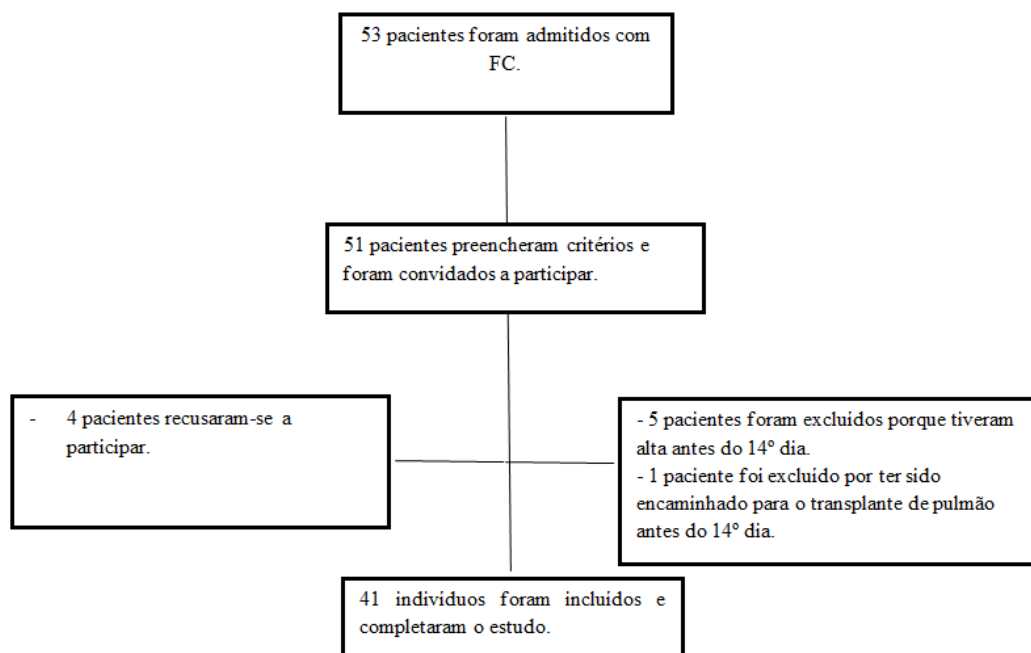 53 pacientes foram admitidos com
FC.
51 pacientes preencheram critérios e
foram convidados a participar.
- 4 pacientes recusaram-se a
participar.
- 5 pacientes foram excluídos porque tiveram
alta antes do 14º dia.
- 1 paciente foi excluído por ter sido
encaminhado para o transplante de pulmão
antes do 14º dia.
41 indivíduos foram incluídos e
completaram o estudo.